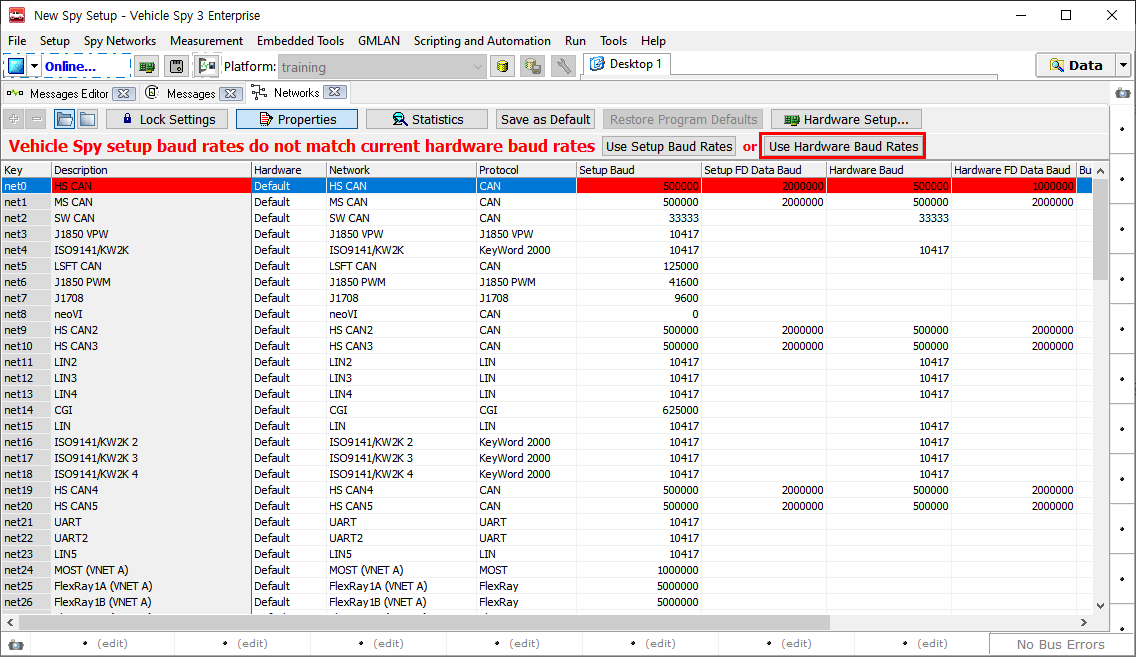 New Spy Setup - Vehicle Spy 3 Enterprise
File Setup Spy Networks Measurement Embedded Tools GMLAN Scripting and Automation Run Tools Help
Online... Platform: training Desktop 1 Data
Messages Editor Messages Networks
Lock Settings Properties Statistics Save as Default Restore Program Defaults Hardware Setup...
Vehicle Spy setup baud rates do not match current hardware baud rates Use Setup Baud Rates or Use Hardware Baud Rates
Key Description Hardware Network Protocol Setup Baud Setup FD Data Baud Hardware Baud Hardware FD Data Baud Bu
net0 HS CAN Default HS CAN CAN 500000 2000000 500000 1000000
net1 MS CAN Default MS CAN CAN 500000 2000000 500000 2000000
net2 SW CAN Default SW CAN CAN 33333 33333
net3 J1850 VPW Default J1850 VPW J1850 VPW 10417
net4 ISO9141/KW2K Default ISO9141/KW2K KeyWord 2000 10417 10417
net5 LSFT CAN Default LSFT CAN CAN 125000
net6 J1850 PWM Default J1850 PWM J1850 PWM 41600
net7 J1708 Default J1708 J1708 9600
net8 neoVI Default neoVI CAN 0
net9 HS CAN2 Default HS CAN2 CAN 500000 2000000 500000 2000000
net10 HS CAN3 Default HS CAN3 CAN 500000 2000000 500000 2000000
net11 LIN2 Default LIN2 LIN 10417 10417
net12 LIN3 Default LIN3 LIN 10417 10417
net13 LIN4 Default LIN4 LIN 10417 10417
net14 CGI Default CGI CGI 625000
net15 LIN Default LIN LIN 10417 10417
net16 ISO9141/KW2K 2 Default ISO9141/KW2K 2 KeyWord 2000 10417 10417
net17 ISO9141/KW2K 3 Default ISO9141/KW2K 3 KeyWord 2000 10417 10417
net18 ISO9141/KW2K 4 Default ISO9141/KW2K 4 KeyWord 2000 10417 10417
net19 HS CAN4 Default HS CAN4 CAN 500000 2000000 500000 2000000
net20 HS CAN5 Default HS CAN5 CAN 500000 2000000 500000 2000000
net21 UART Default UART UART 10417
net22 UART2 Default UART2 UART 10417
net23 LIN5 Default LIN5 LIN 10417
net24 MOST (VNET A) Default MOST (VNET A) MOST 1000000
net25 FlexRay1A (VNET A) Default FlexRay1A (VNET A) FlexRay 5000000
net26 FlexRay1B (VNET A) Default FlexRay1B (VNET A) FlexRay 5000000
(edit) (edit) (edit) (edit) (edit) (edit) (edit) No Bus Errors